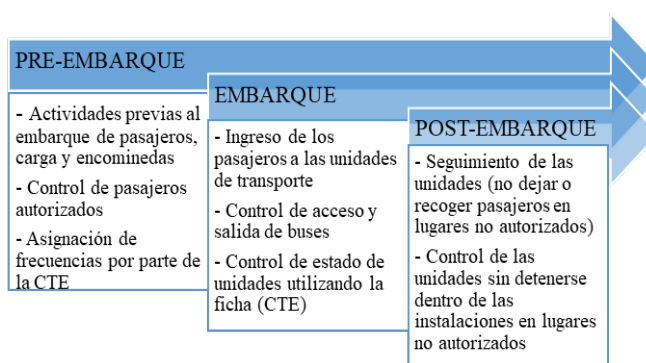 PRE-EMBARQUE
- Actividades previas al
embarque de pasajeros,
carga y encominedas
- Control de pasajeros
autorizados
- Asignación de
frecuencias por parte de
la CTE
EMBARQUE
- Ingreso de los
pasajeros a las unidades
de transporte
- Control de acceso y
salida de buses
- Control de estado de
unidades utilizando la
ficha (CTE)
POST-EMBARQUE
- Seguimiento de las
unidades (no dejar o
recoger pasajeros en
lugares no autorizados)
- Control de las
unidades sin detenerse
dentro de las
instalaciones en lugares
no autorizados